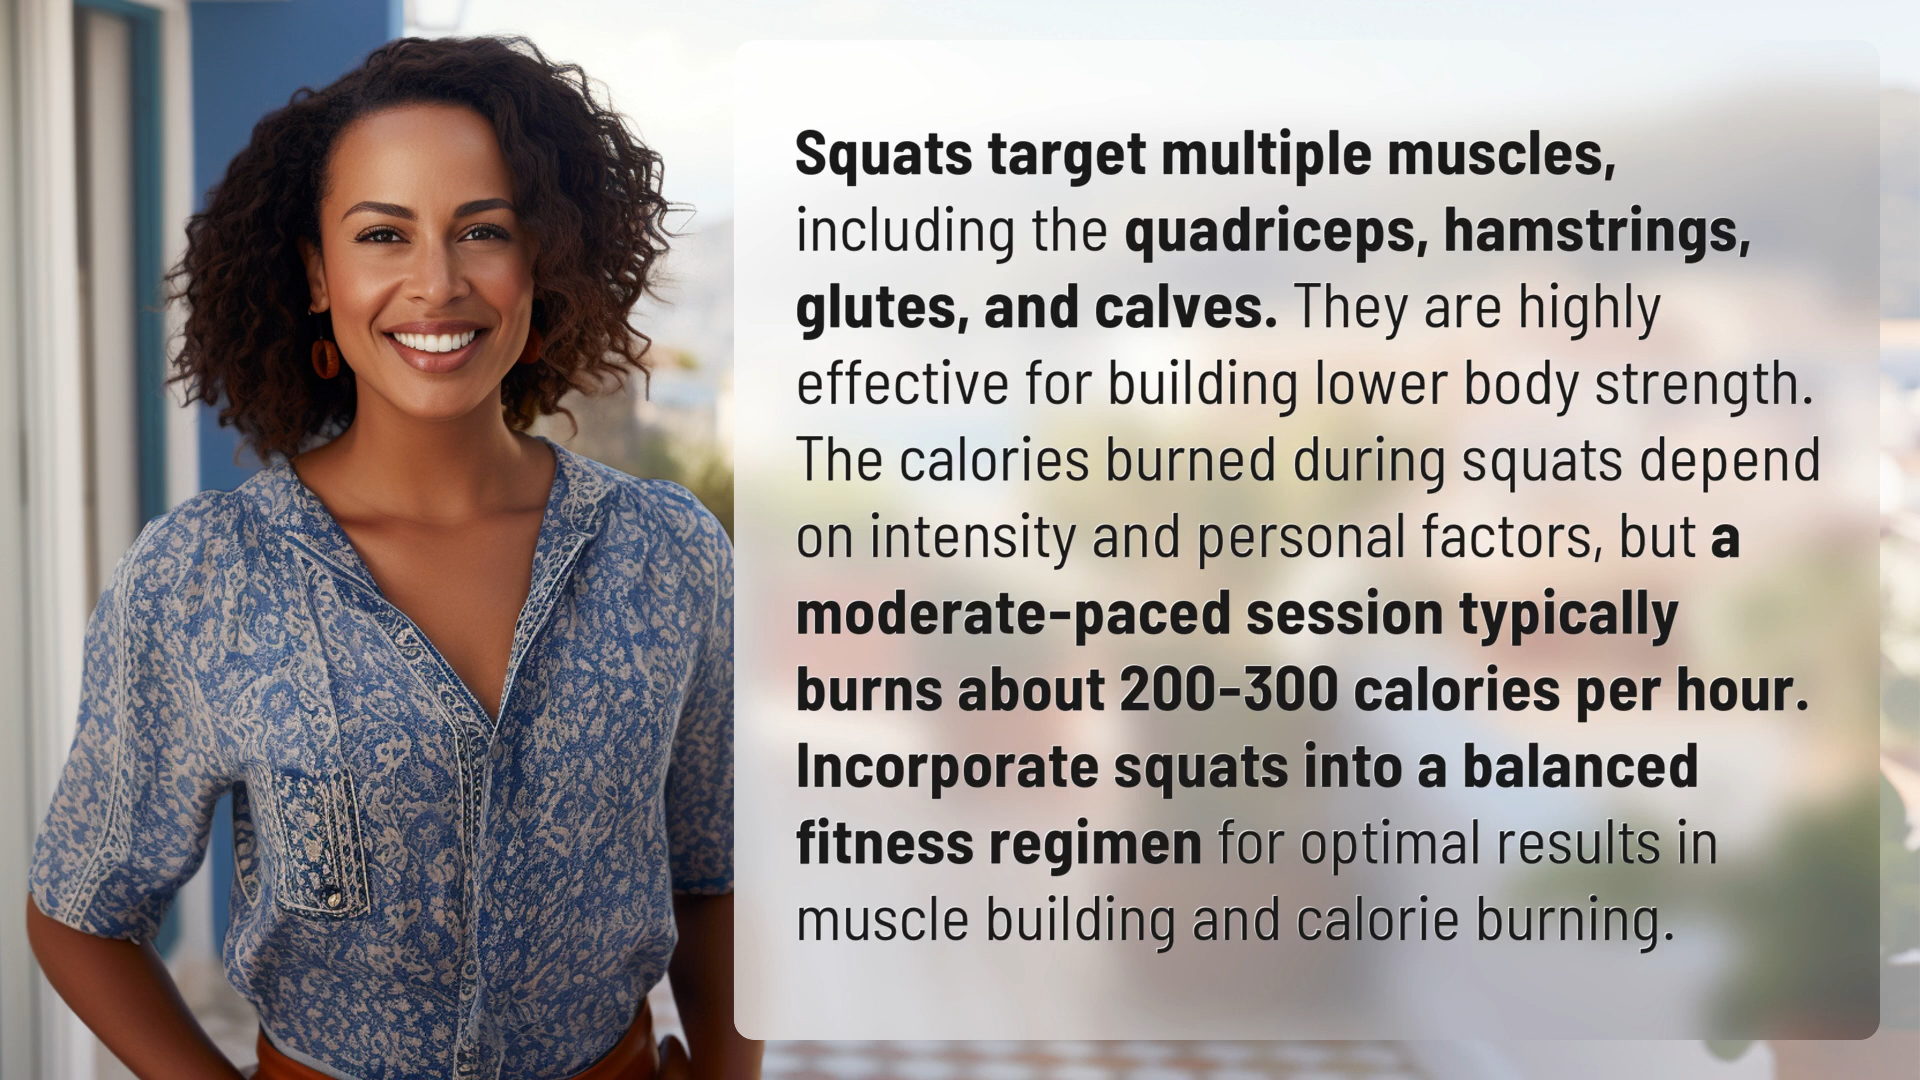 Squats target multiple muscles,
including the quadriceps, hamstrings,
glutes, and calves. They are highly
effective for building lower body strength.
The calories burned during squats depend
on intensity and personal factors, but a
moderate-paced session typically
burns about 200-300 calories per hour.
Incorporate squats into a balanced
fitness regimen for optimal results in
muscle building and calorie burning.